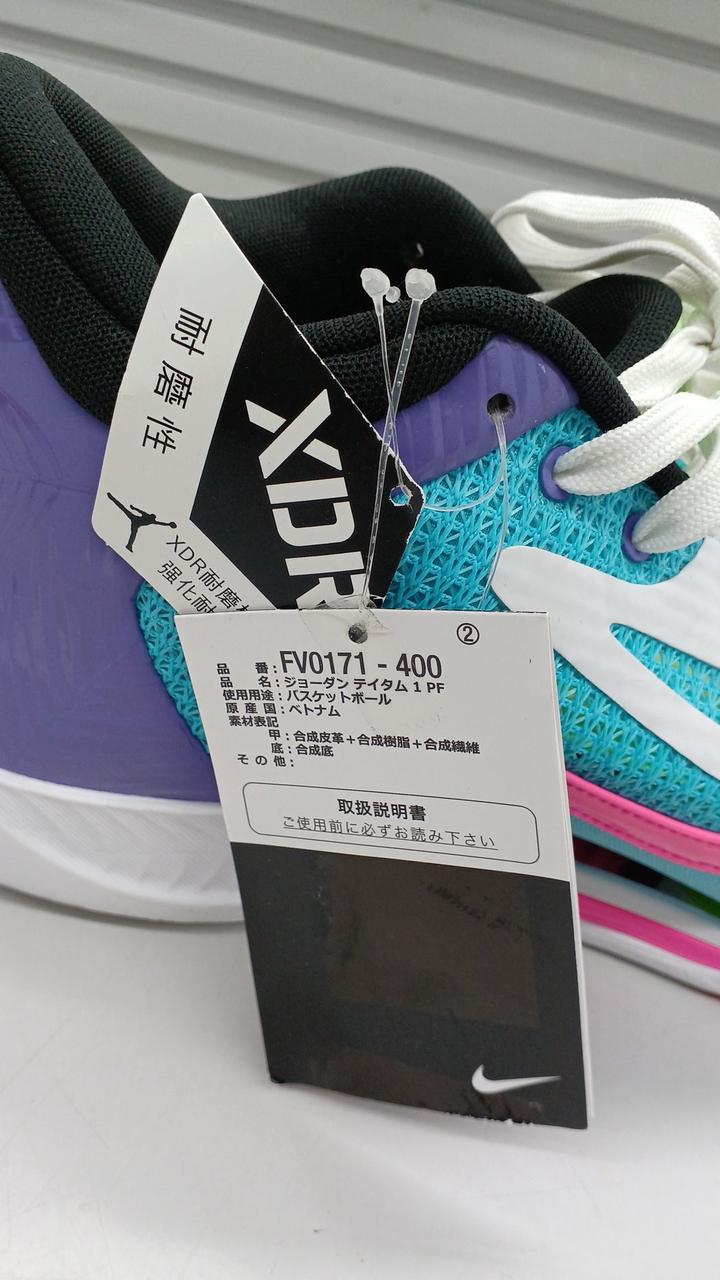 耐磨性
XDR
XDR耐磨
強化耐
②
品番：FV0171 - 400
品名：ジョーダン テイタム 1 PF
使用用途：バスケットボール
原産国：ベトナム
素材表記
甲：合成皮革＋合成樹脂＋合成繊維
底：合成底
その他：
取扱説明書
ご使用前に必ずお読み下さい